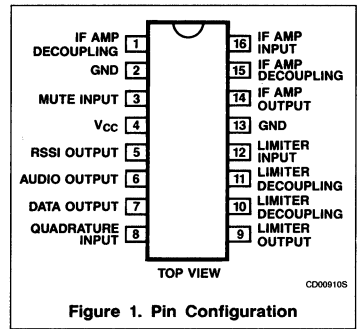 IF AMP
DECOUPLING
1
GND
2
MUTE INPUT
3
VCC
4
RSSI OUTPUT
5
AUDIO OUTPUT
6
DATA OUTPUT
7
QUADRATURE
INPUT
8
16
IF AMP
INPUT
15
IF AMP
DECOUPLING
14
IF AMP
OUTPUT
13
GND
12
LIMITER
INPUT
11
LIMITER
DECOUPLING
10
LIMITER
DECOUPLING
9
LIMITER
OUTPUT
TOP VIEW
CD00910S
Figure 1. Pin Configuration